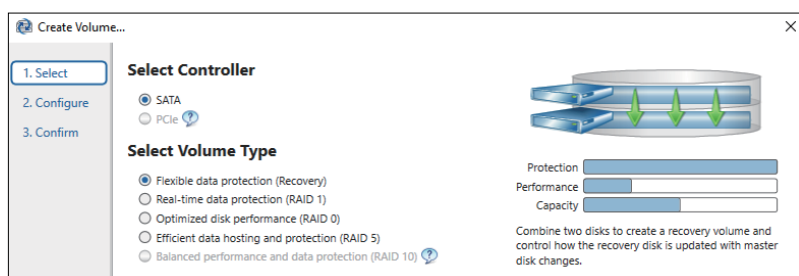 Create Volume...
1. Select
2. Configure
3. Confirm
Select Controller
SATA
PCIe ?
Select Volume Type
Flexible data protection (Recovery)
Real-time data protection (RAID 1)
Optimized disk performance (RAID 0)
Efficient data hosting and protection (RAID 5)
Balanced performance and data protection (RAID 10) ?
Protection
Performance
Capacity
Combine two disks to create a recovery volume and
control how the recovery disk is updated with master
disk changes.